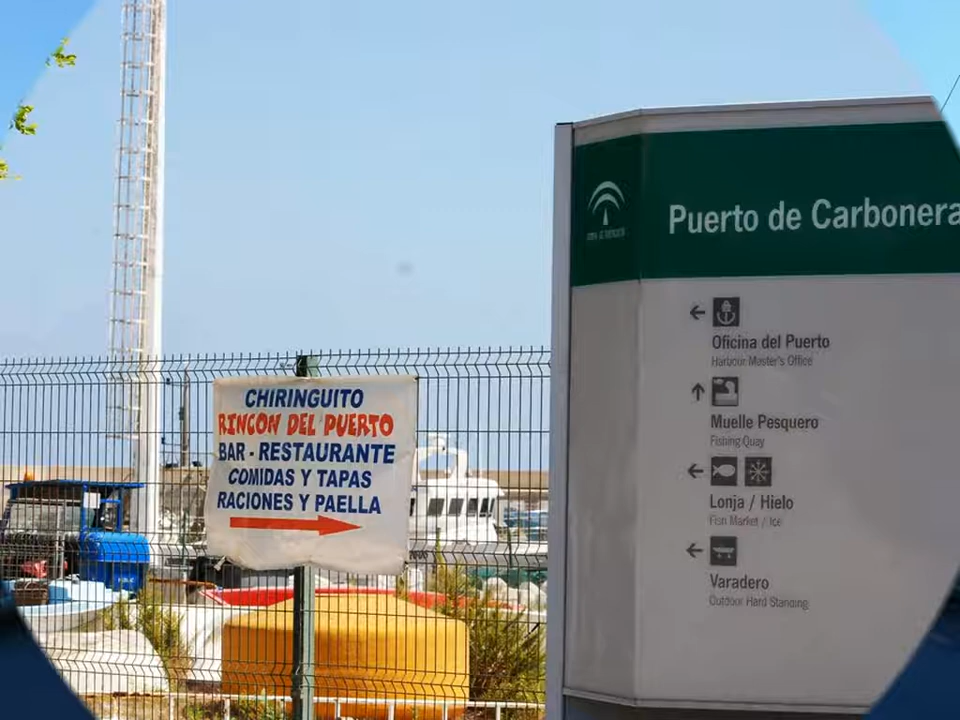 CHIRINGUITO
RINCON DEL PUERTO
BAR - RESTAURANTE
COMIDAS Y TAPAS
RACIONES Y PAELLA
Puerto de Carbonera
Oficina del Puerto
Harbour Master's Office
Muelle Pesquero
Fishing Quay
Lonja / Hielo
Fish Market / Ice
Varadero
Outdoor Hard Standing